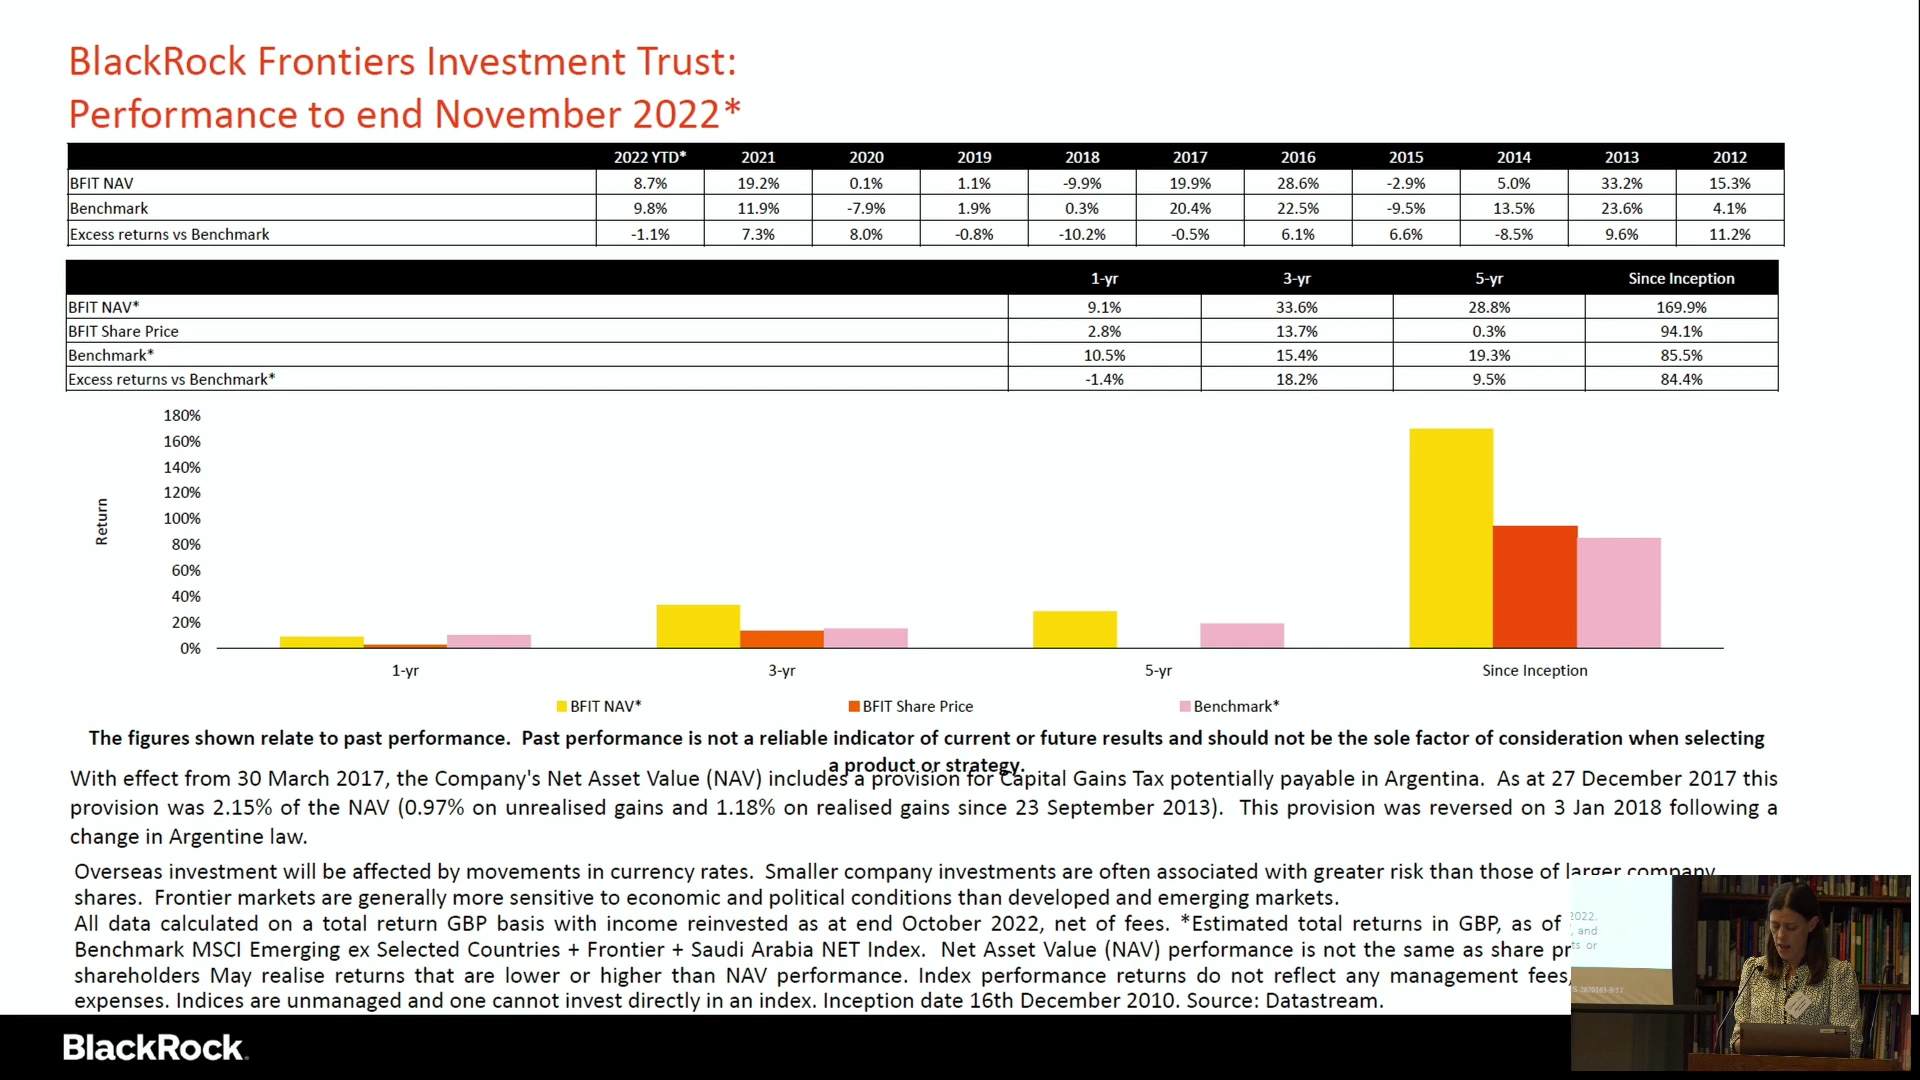 BlackRock Frontiers Investment Trust:
Performance to end November 2022*
2022 YTD* 2021 2020 2019 2018 2017 2016 2015 2014 2013 2012
BFIT NAV 8.7% 19.2% 0.1% 1.1% -9.9% 19.9% 28.6% -2.9% 5.0% 33.2% 15.3%
Benchmark 9.8% 11.9% -7.9% 1.9% 0.3% 20.4% 22.5% -9.5% 13.5% 23.6% 4.1%
Excess returns vs Benchmark -1.1% 7.3% 8.0% -0.8% -10.2% -0.5% 6.1% 6.6% -8.5% 9.6% 11.2%
1-yr 3-yr 5-yr Since Inception
BFIT NAV* 9.1% 33.6% 28.8% 169.9%
BFIT Share Price 2.8% 13.7% 0.3% 94.1%
Benchmark* 10.5% 15.4% 19.3% 85.5%
Excess returns vs Benchmark* -1.4% 18.2% 9.5% 84.4%
180%
160%
140%
120%
100%
80%
60%
40%
20%
0%
Return
1-yr 3-yr 5-yr Since Inception
BFIT NAV* BFIT Share Price Benchmark*
The figures shown relate to past performance. Past performance is not a reliable indicator of current or future results and should not be the sole factor of consideration when selecting
a product or strategy.
With effect from 30 March 2017, the Company's Net Asset Value (NAV) includes a provision for Capital Gains Tax potentially payable in Argentina. As at 27 December 2017 this
provision was 2.15% of the NAV (0.97% on unrealised gains and 1.18% on realised gains since 23 September 2013). This provision was reversed on 3 Jan 2018 following a
change in Argentine law.
Overseas investment will be affected by movements in currency rates. Smaller company investments are often associated with greater risk than those of larger company
shares. Frontier markets are generally more sensitive to economic and political conditions than developed and emerging markets.
All data calculated on a total return GBP basis with income reinvested as at end October 2022, net of fees. *Estimated total returns in GBP, as of
Benchmark MSCI Emerging ex Selected Countries + Frontier + Saudi Arabia NET Index. Net Asset Value (NAV) performance is not the same as share pr
shareholders May realise returns that are lower or higher than NAV performance. Index performance returns do not reflect any management fees,
expenses. Indices are unmanaged and one cannot invest directly in an index. Inception date 16th December 2010. Source: Datastream.
2022.
, and
ts or
BlackRock.